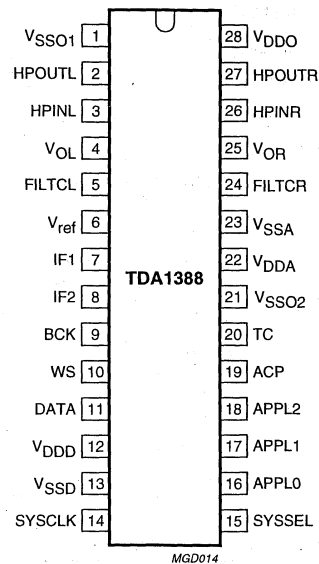 VSSO1 1 28 VDDO
HPOUTL 2 27 HPOUTR
HPINL 3 26 HPINR
VOL 4 25 VOR
FILTCL 5 24 FILTCR
Vref 6 23 VSSA
IF1 7 22 VDDA
TDA1388
IF2 8 21 VSSO2
BCK 9 20 TC
WS 10 19 ACP
DATA 11 18 APPL2
VDDD 12 17 APPL1
VSSD 13 16 APPL0
SYSCLK 14 15 SYSSEL
MGD014